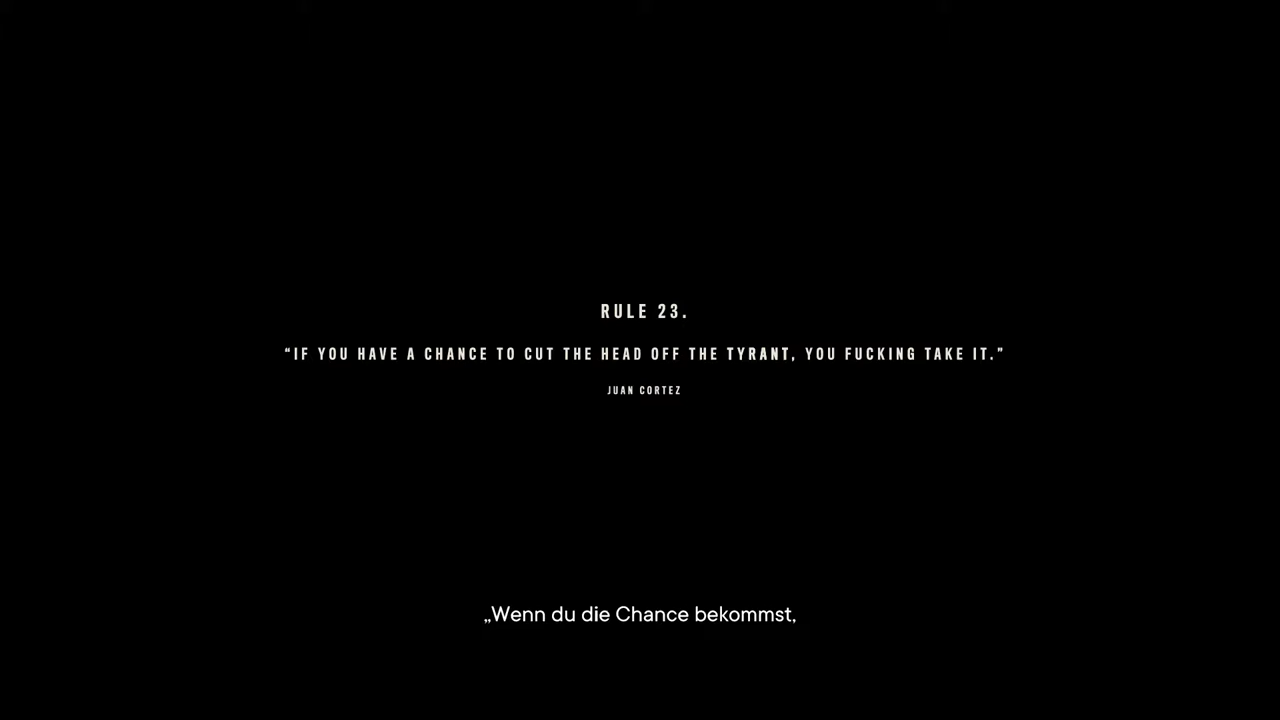 RULE 23.
“IF YOU HAVE A CHANCE TO CUT THE HEAD OFF THE TYRANT, YOU FUCKING TAKE IT.”
JUAN CORTEZ
„Wenn du die Chance bekommst,